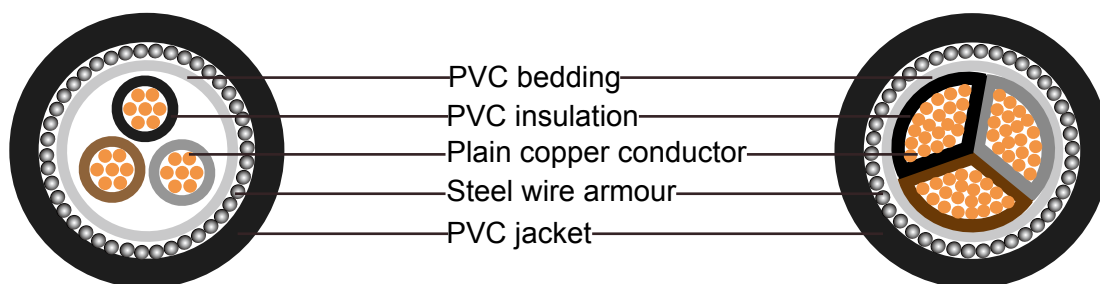 PVC bedding
PVC insulation
Plain copper conductor
Steel wire armour
PVC jacket